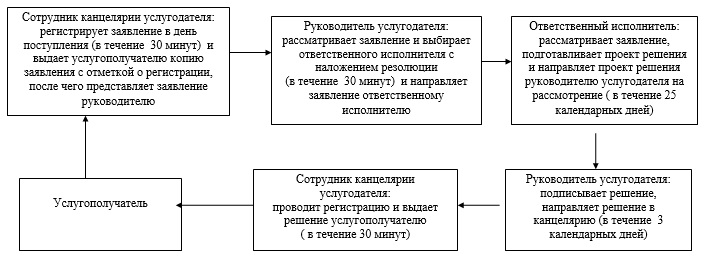 Сотрудник канцелярии услугодателя:
регистрирует заявление в день
поступления (в течение 30 минут) и
выдает услугополучателю копию
заявления с отметкой о регистрации,
после чего представляет заявление
руководителю
Руководитель услугодателя:
рассматривает заявление и выбирает
ответственного исполнителя с
наложением резолюции
(в течение 30 минут) и направляет
заявление ответственному
исполнителю
Ответственный исполнитель:
рассматривает заявление,
подготавливает проект решения
и направляет проект решения
руководителю услугодателя на
рассмотрение ( в течение 25
календарных дней)
Руководитель услугодателя:
подписывает решение,
направляет решение в
канцелярию (в течение 3
календарных дней)
Сотрудник канцелярии
услугодателя:
проводит регистрацию и выдает
решение услугополучателю
( в течение 30 минут)
Услугополучатель